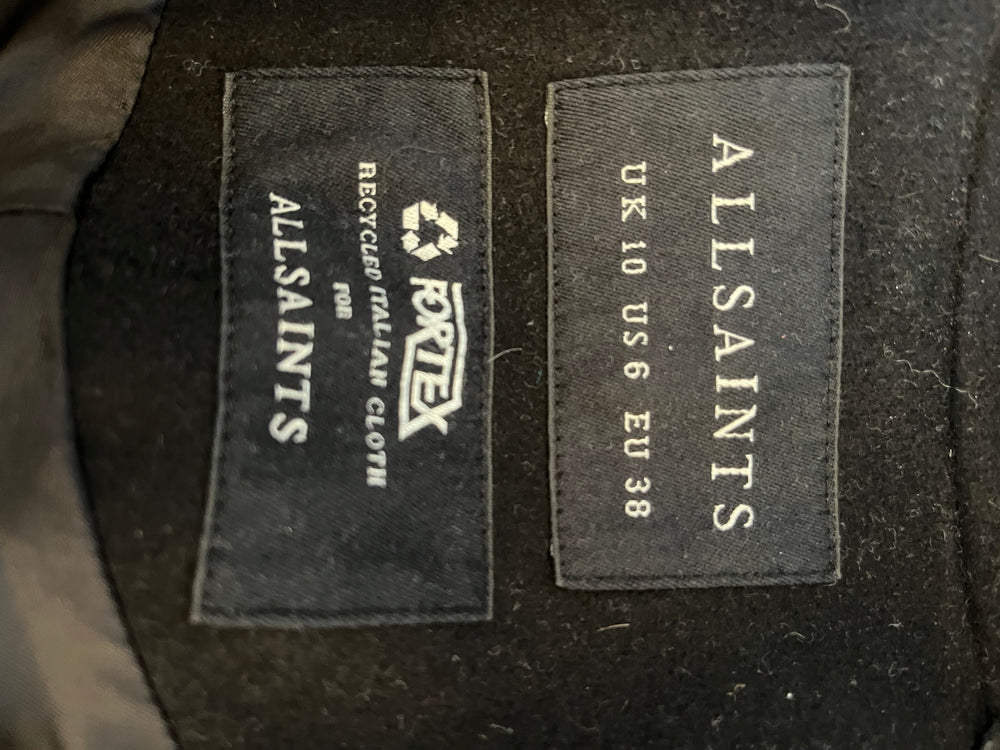 ALLSAINTS
UK 10 US 6 EU 38
FORTEX
RECYCLED ITALIAN CLOTH
FOR
ALLSAINTS